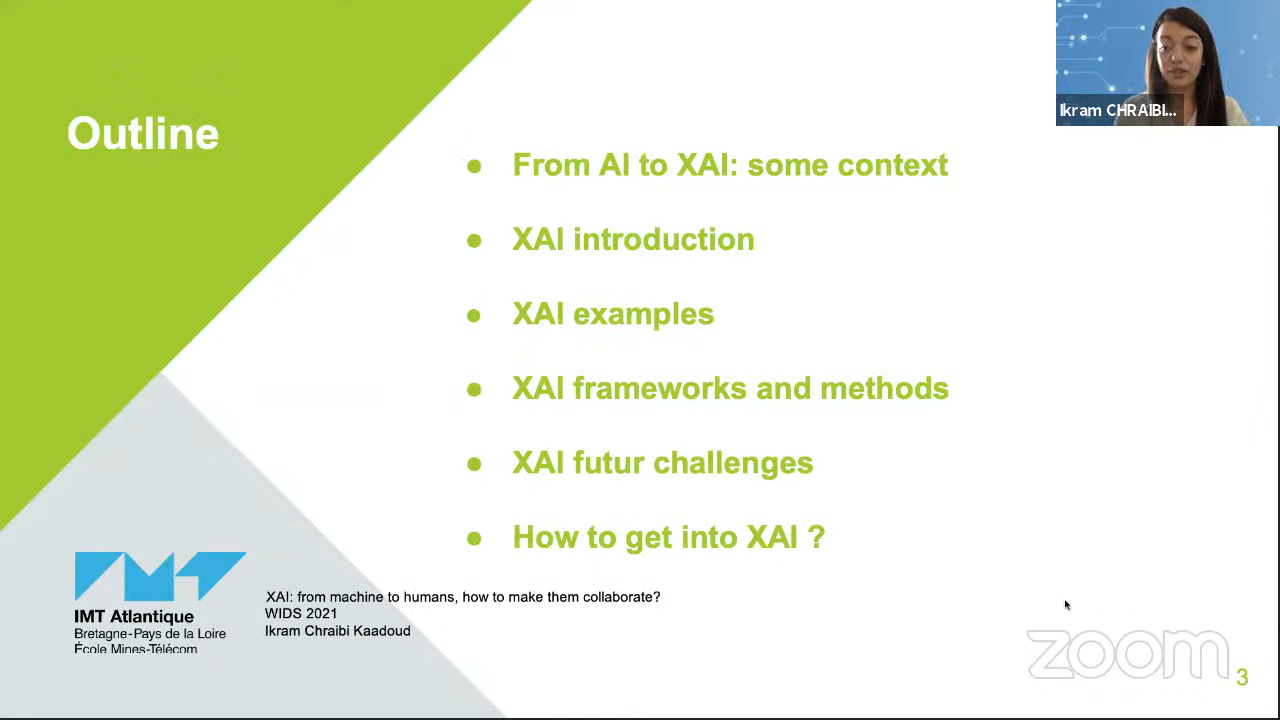 Outline
Ikram CHRAIBI...
● From AI to XAI: some context
● XAI introduction
● XAI examples
● XAI frameworks and methods
● XAI futur challenges
● How to get into XAI ?
IMT Atlantique
Bretagne-Pays de la Loire
École Mines-Télécom
XAI: from machine to humans, how to make them collaborate?
WIDS 2021
Ikram Chraibi Kaadoud
zoom
3